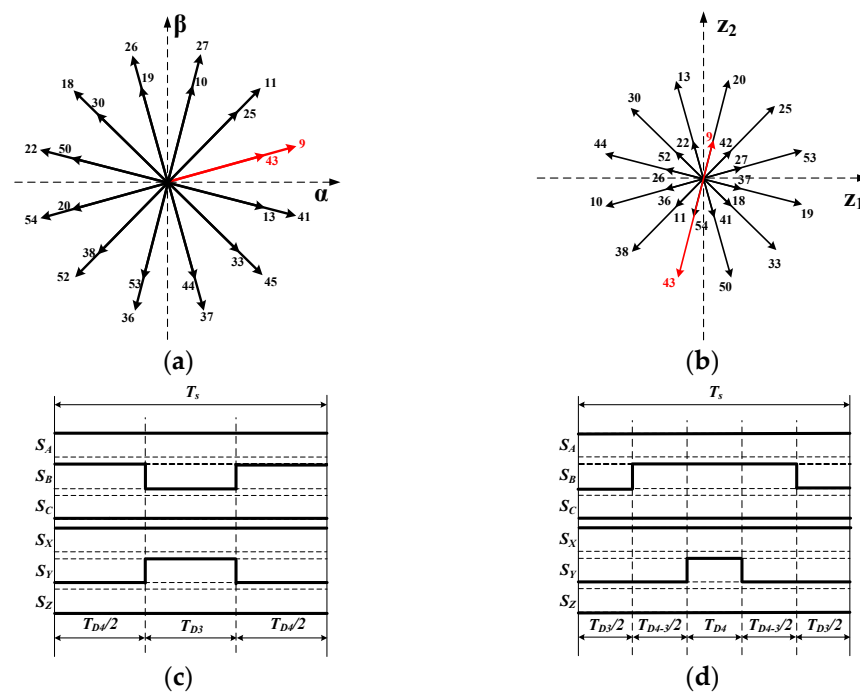 β
z2
26
27
18
19
10
11
30
25
22
50
9
43
α
20
54
13
41
38
33
52
53
44
45
36
37
13
20
30
25
9
22
42
44
52
27
53
26
37
z1
10
36
18
19
11
54
41
38
33
43
50
(a)
(b)
Ts
SA
SB
SC
SX
SY
SZ
TD4/2
TD3
TD4/2
Ts
SA
SB
SC
SX
SY
SZ
TD3/2
TD4-3/2
TD4
TD4-3/2
TD3/2
(c)
(d)